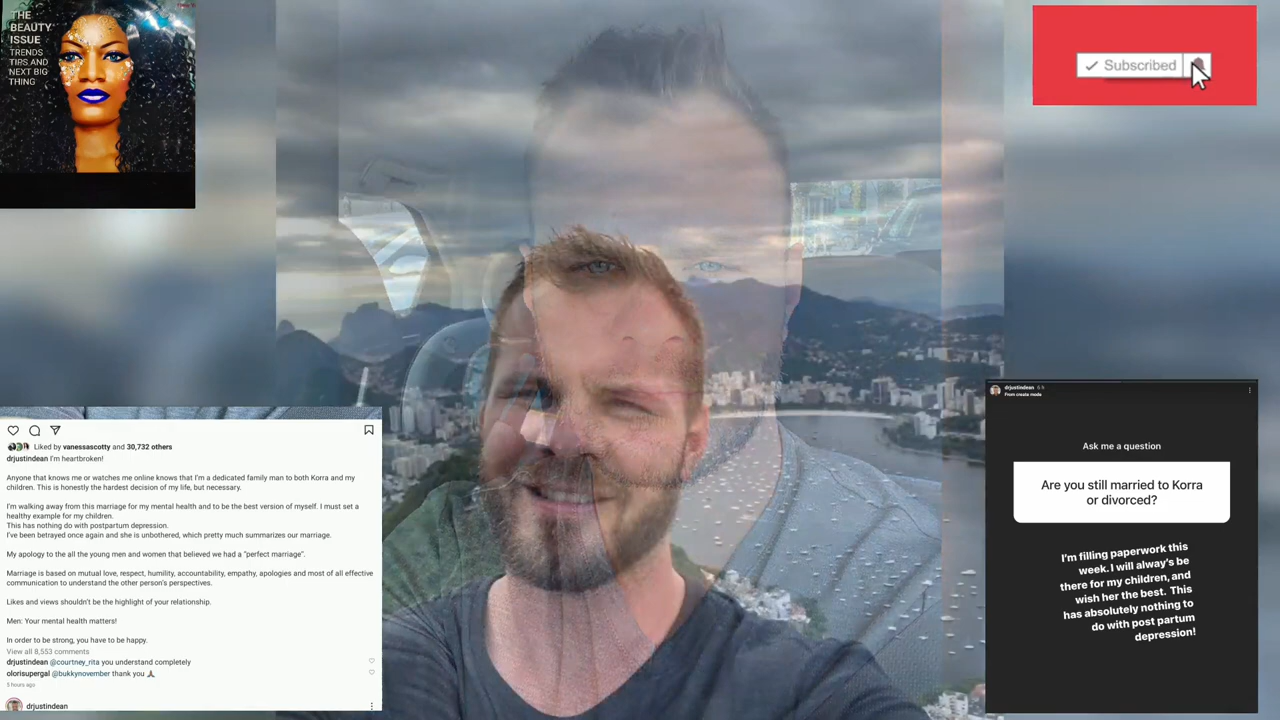 THE
BEAUTY
ISSUE
TRENDS
TIPS AND
NEXT BIG
THING
Subscribed
Liked by vanessascotty and 30,732 others
drjustindean I'm heartbroken!
Anyone that knows me or watches me online knows that I'm a dedicated family man to both Korra and my
children. This is honestly the hardest decision of my life, but necessary.
I'm walking away from this marriage for my mental health and to be the best version of myself. I must set a
healthy example for my children.
This has nothing do with postpartum depression.
I've been betrayed once again and she is unbothered, which pretty much summarizes our marriage.
My apology to the all the young men and women that believed we had a "perfect marriage".
Marriage is based on mutual love, respect, humility, accountability, empathy, apologies and most of all effective
communication to understand the other person's perspectives.
Likes and views shouldn't be the highlight of your relationship.
Men: Your mental health matters!
In order to be strong, you have to be happy.
View all 8,553 comments
drjustindean @courtney_rita you understand completely
olorisupergal @bukkynovember thank you 🙏🏽
5 hours ago
drjustindean
drjustindean 6 h
From create mode
Ask me a question
Are you still married to Korra
or divorced?
I'm filling paperwork this
week. I will alway's be
there for my children, and
wish her the best. This
has absolutely nothing to
do with post partum
depression!